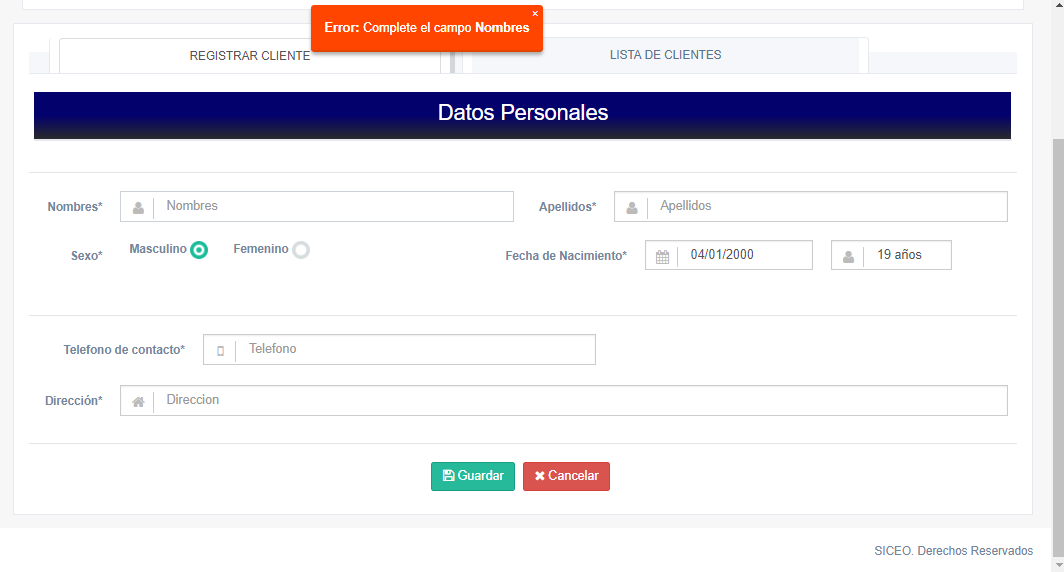 ×
Error: Complete el campo Nombres
REGISTRAR CLIENTE
LISTA DE CLIENTES
Datos Personales
Nombres* Nombres Apellidos* Apellidos
Sexo* Masculino Femenino Fecha de Nacimiento* 04/01/2000 19 años
Telefono de contacto* Telefono
Dirección* Direccion
Guardar Cancelar
SICEO. Derechos Reservados